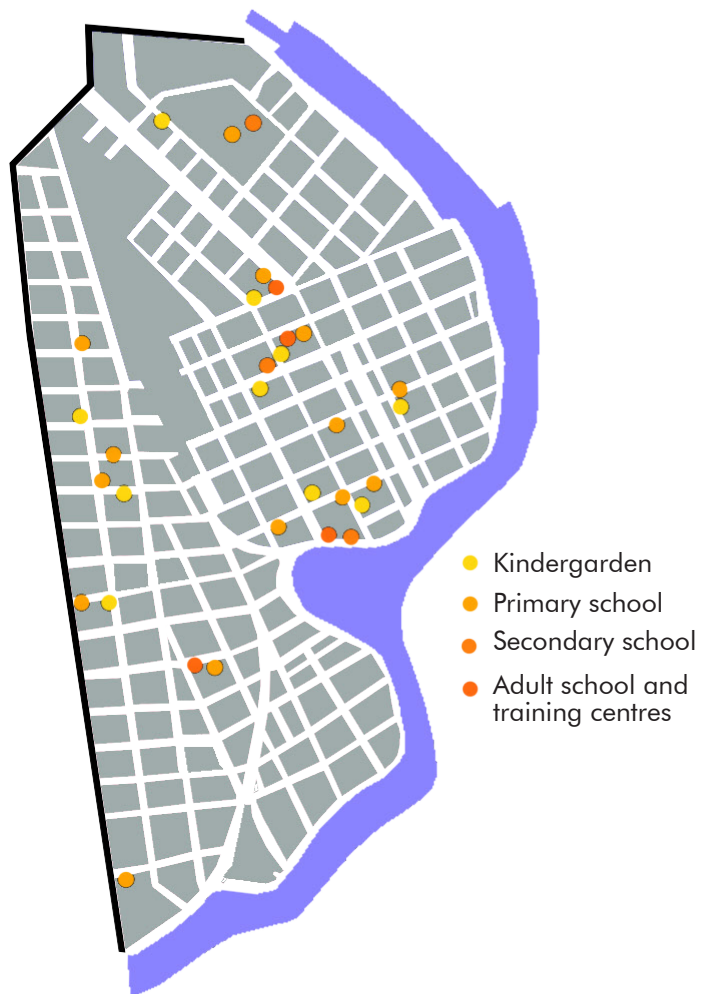 Kindergarden
Primary school
Secondary school
Adult school and
training centres